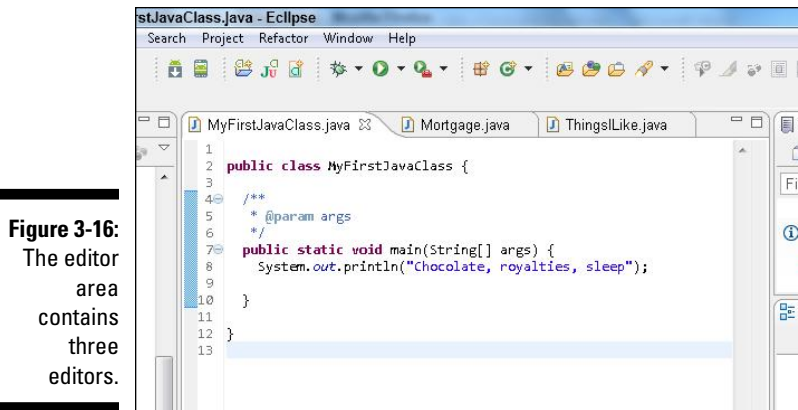 rstJavaClass.java - Eclipse
Search Project Refactor Window Help
MyFirstJavaClass.java Mortgage.java ThingsILike.java
1
2 public class MyFirstJavaClass {
3
4 /**
5 * @param args
6 */
7 public static void main(String[] args) {
8 System.out.println("Chocolate, royalties, sleep");
9
10 }
11
12 }
13
Fi
Figure 3-16:
The editor
area
contains
three
editors.